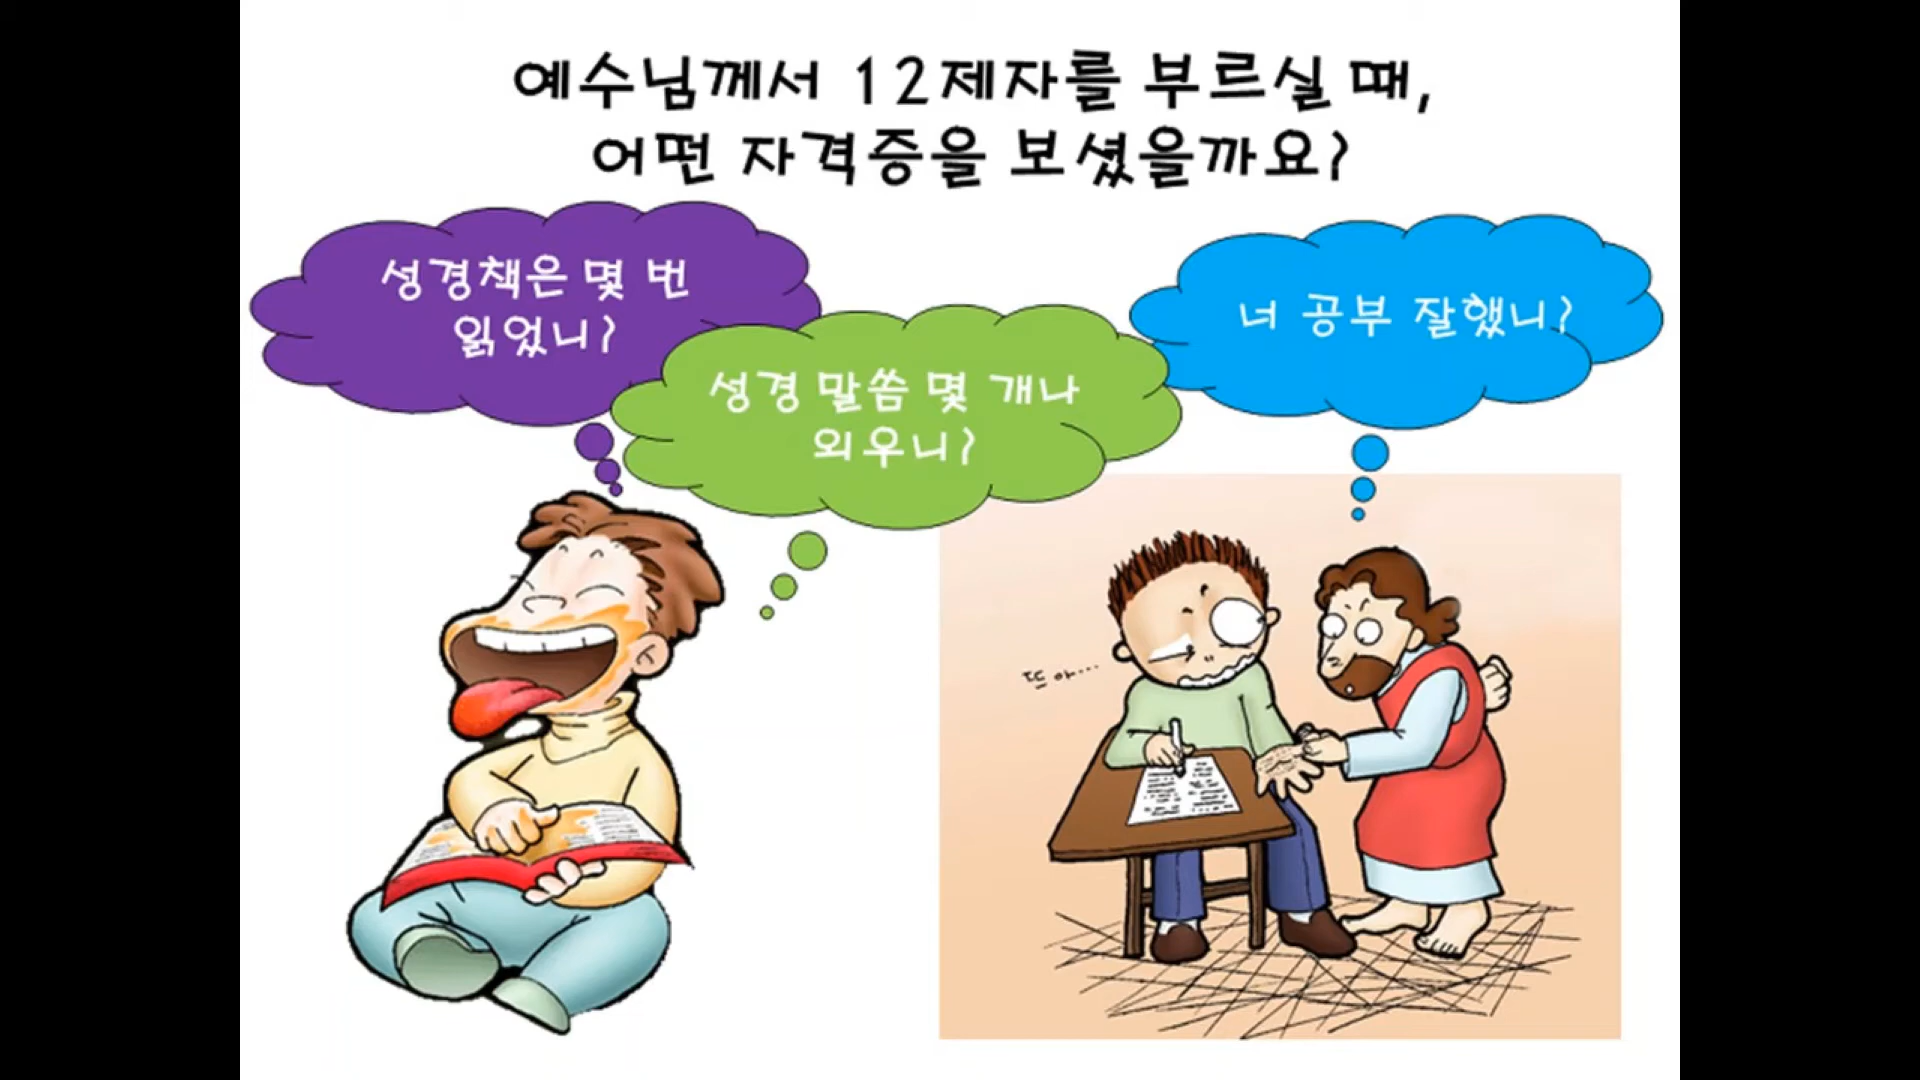 예수님께서 12제자를 부르실 때,
어떤 자격증을 보셨을까요?
성경책은 몇 번
읽었니?
성경 말씀 몇 개나
외우니?
너 공부 잘했니?
뜨아....